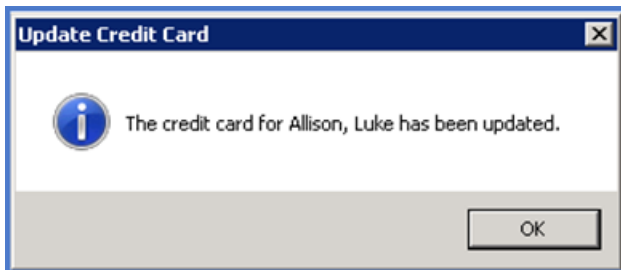 Update Credit Card
The credit card for Allison, Luke has been updated.
OK